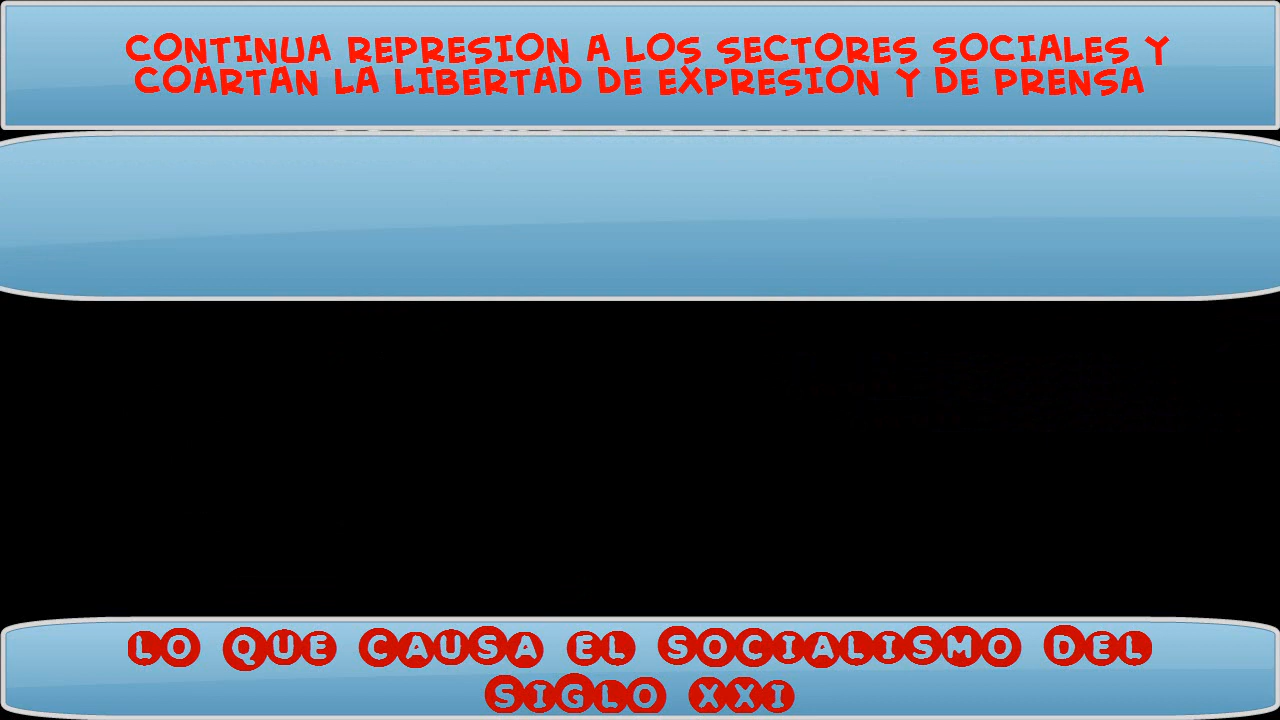 CONTINUA REPRESION A LOS SECTORES SOCIALES Y
COARTAN LA LIBERTAD DE EXPRESION Y DE PRENSA
LO QUE CAUSA EL SOCIALISMO DEL
SIGLO XXI